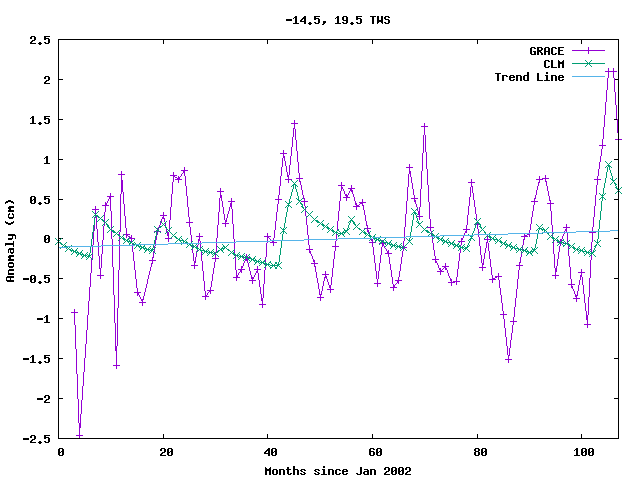 -14.5, 19.5 TWS
GRACE
CLM
Trend Line
2.5
2
1.5
1
0.5
0
-0.5
-1
-1.5
-2
-2.5
Anomaly (cm)
0 20 40 60 80 100
Months since Jan 2002